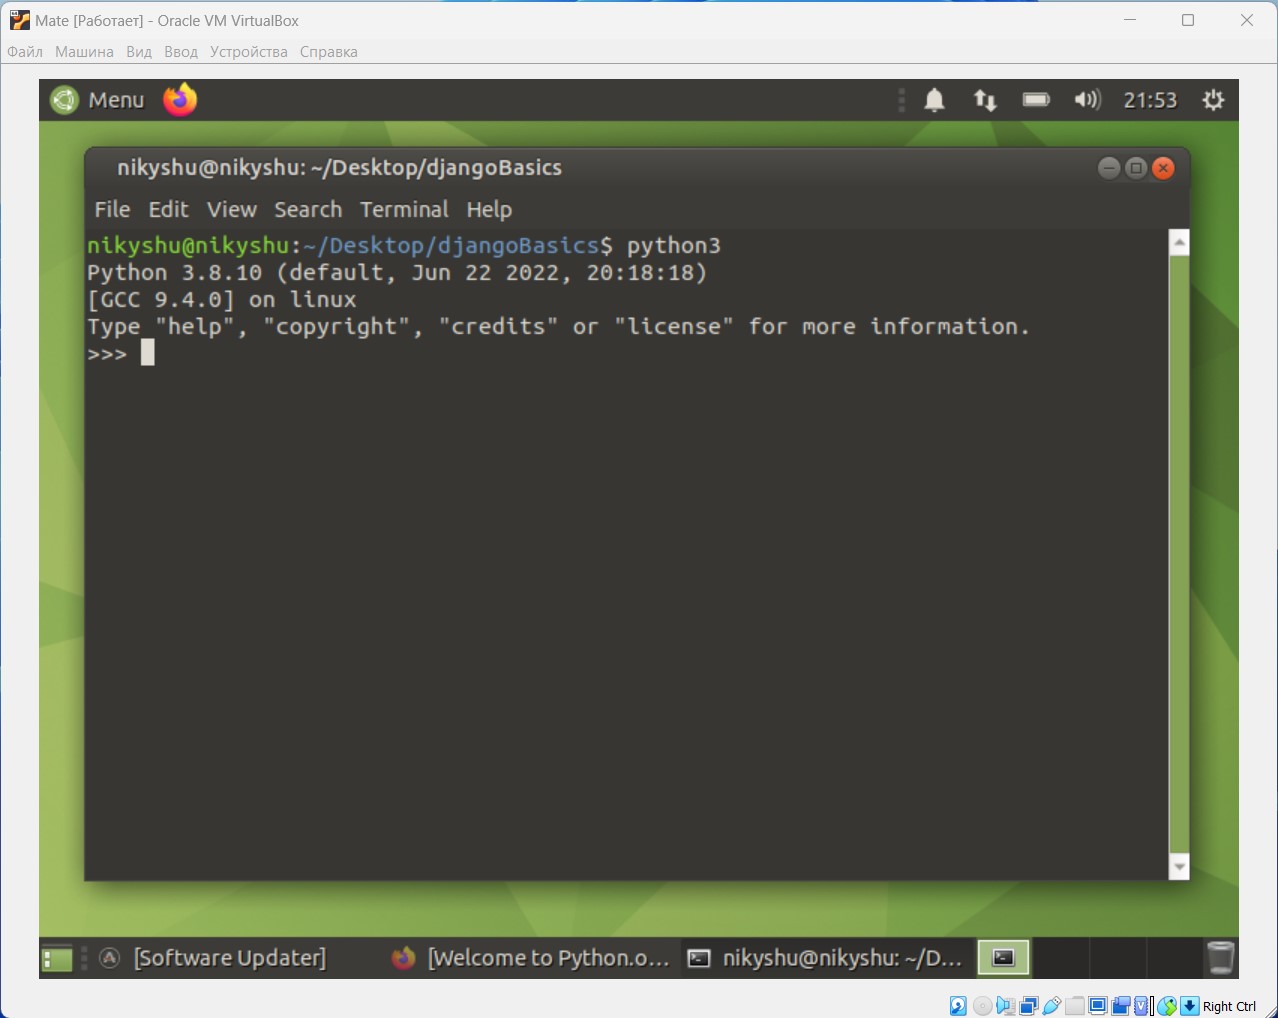 Mate [Работает] - Oracle VM VirtualBox
Файл Машина Вид Ввод Устройства Справка
Menu 21:53
nikyshu@nikyshu: ~/Desktop/djangoBasics
File Edit View Search Terminal Help
nikyshu@nikyshu:~/Desktop/djangoBasics$ python3
Python 3.8.10 (default, Jun 22 2022, 20:18:18)
[GCC 9.4.0] on linux
Type "help", "copyright", "credits" or "license" for more information.
>>>
[Software Updater] [Welcome to Python.o... nikyshu@nikyshu: ~/D...
Right Ctrl